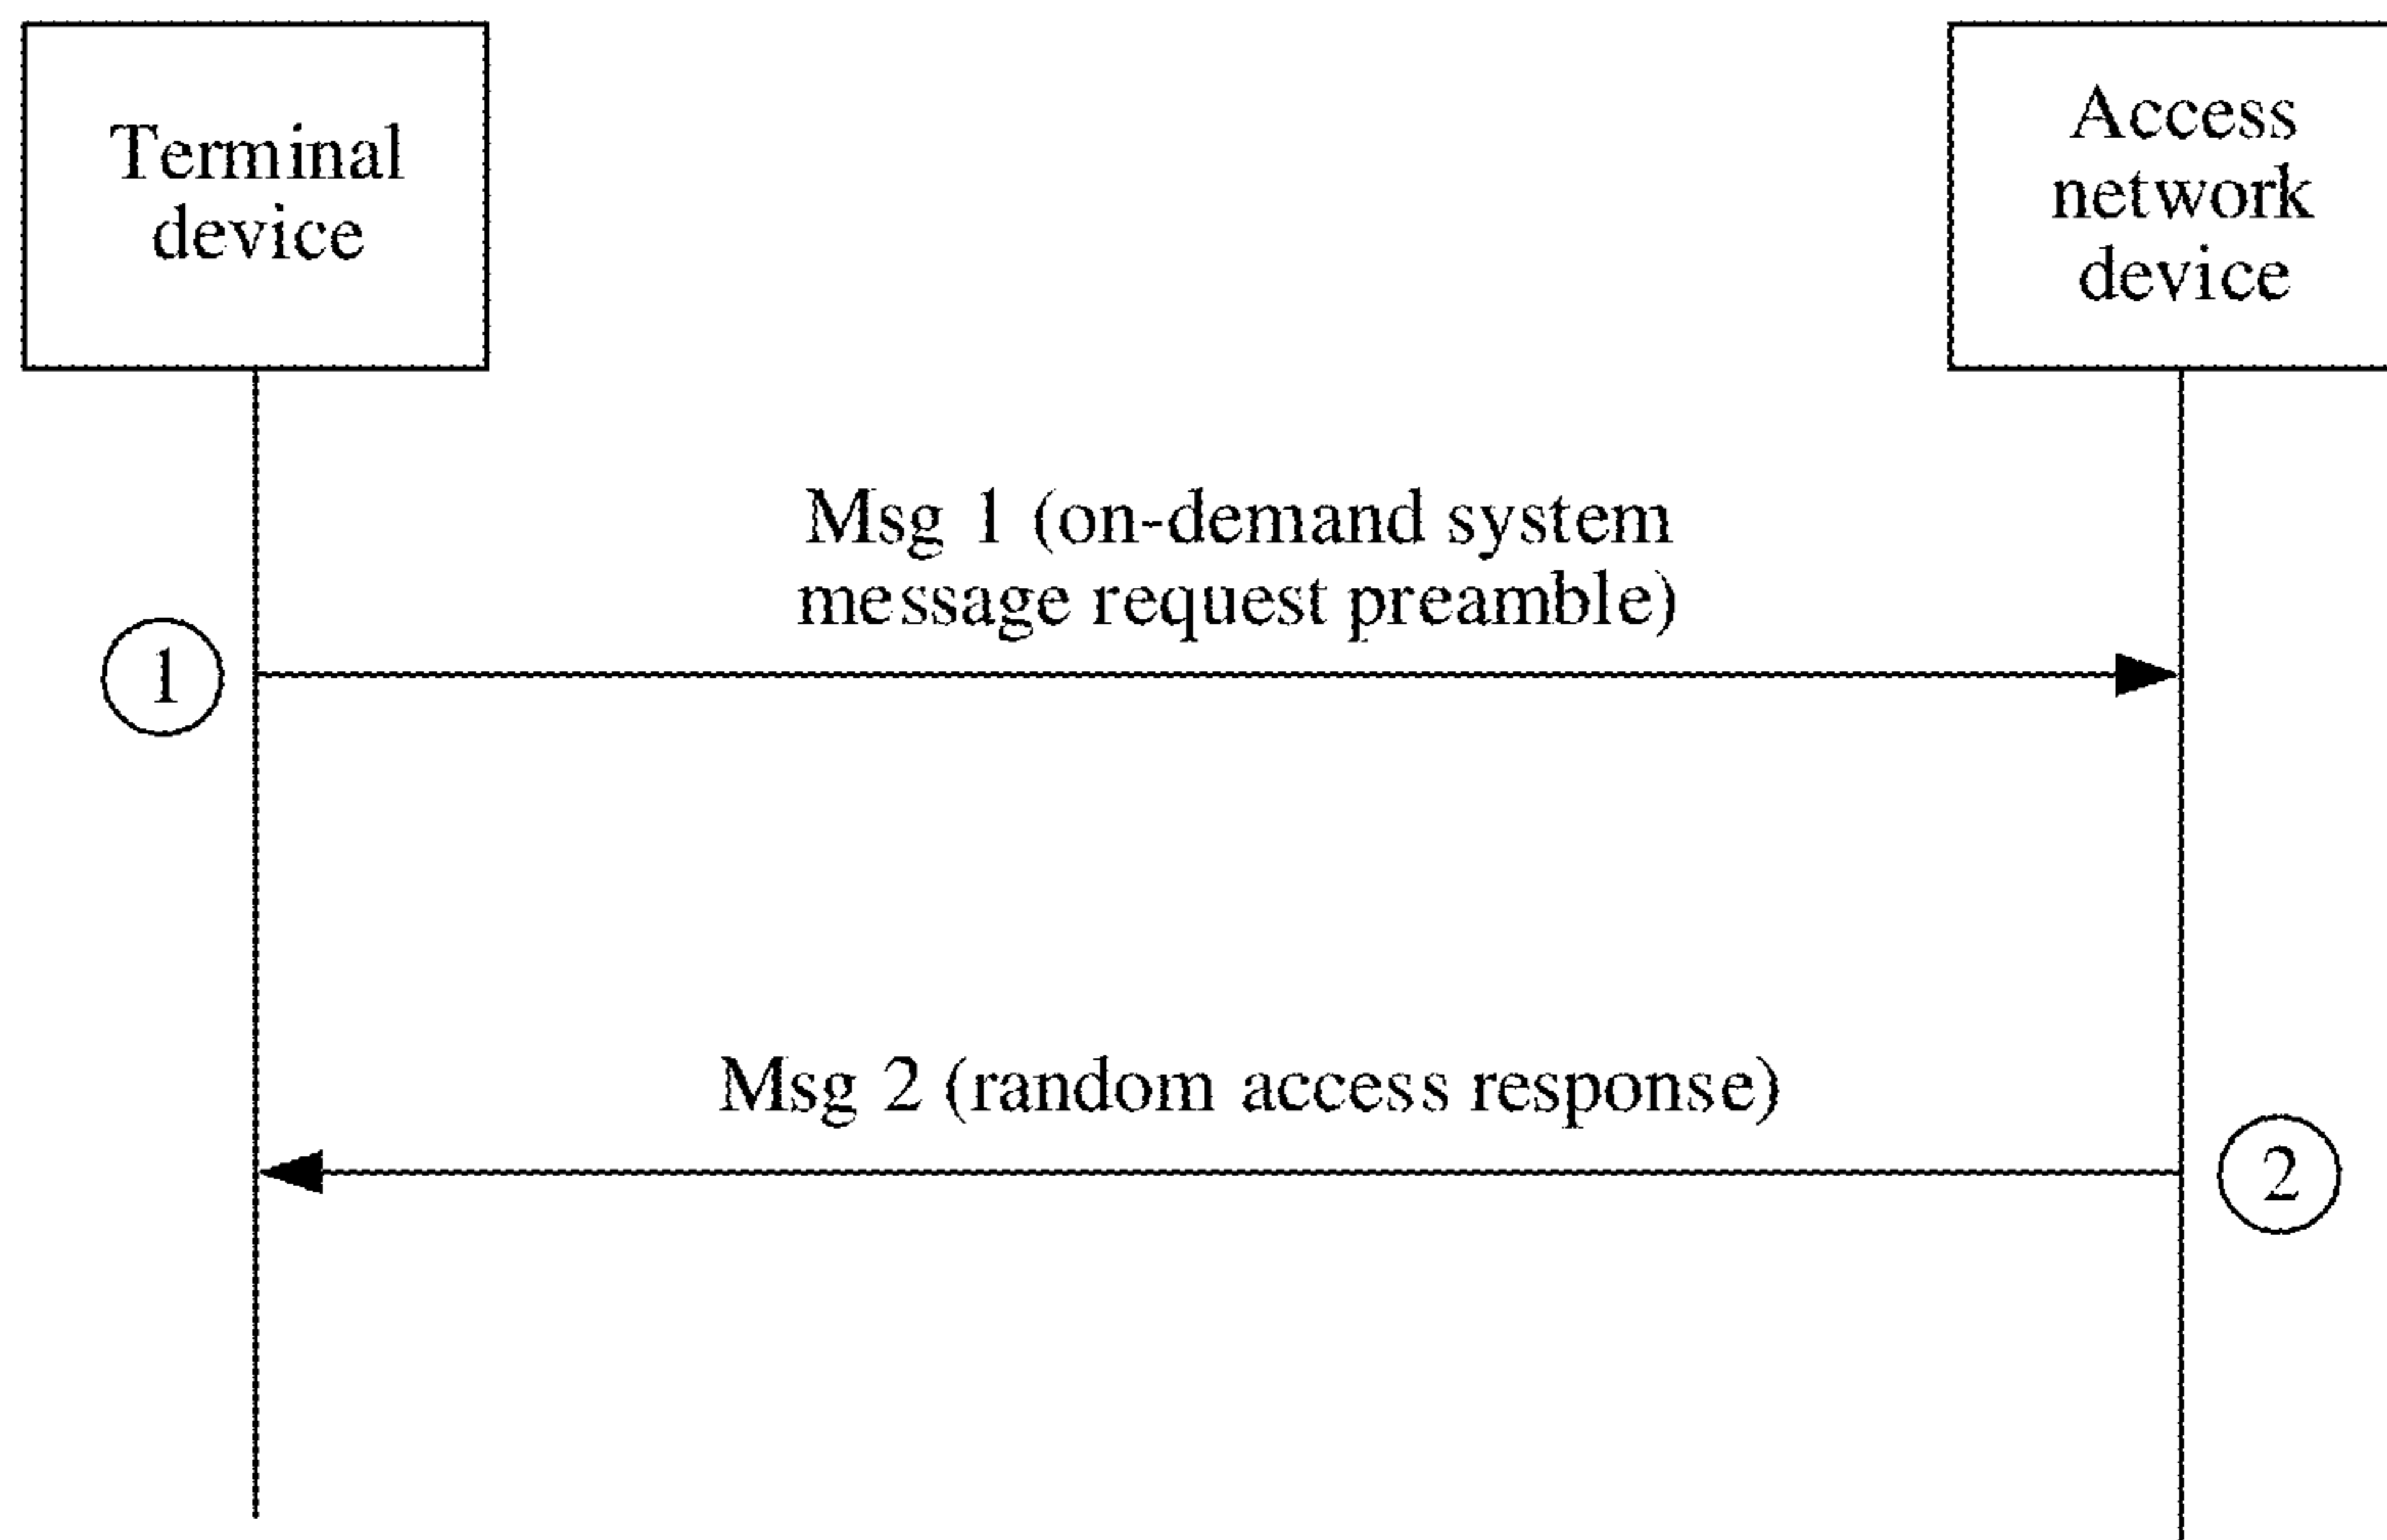 Terminal
device
Access
network
device
Msg 1 (on-demand system
message request preamble)
1
Msg 2 (random access response)
2